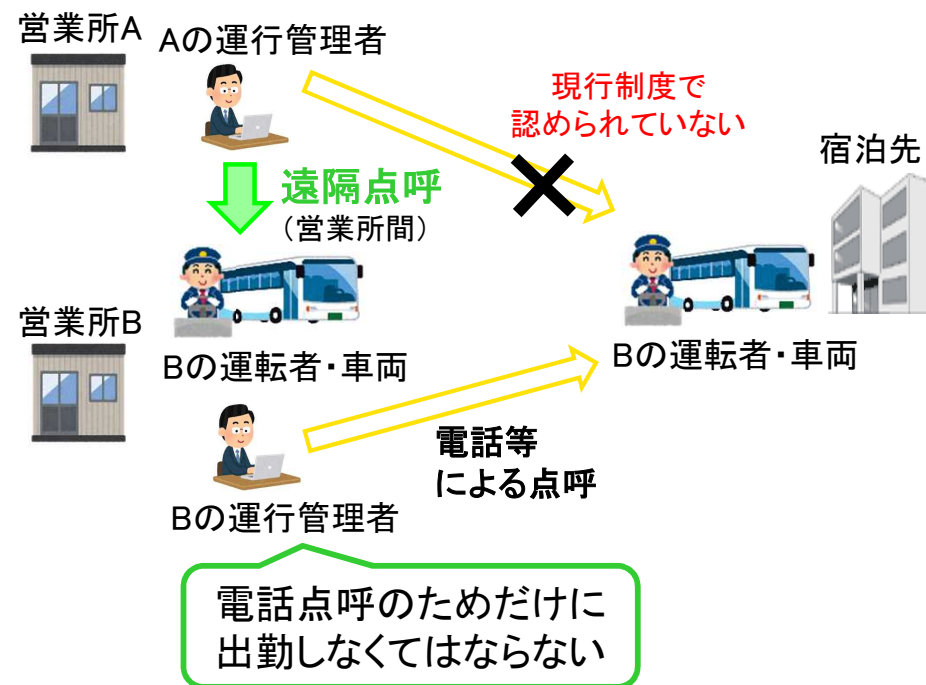 営業所A
Aの運行管理者
現行制度で
認められていない
宿泊先
遠隔点呼
（営業所間）
営業所B
Bの運転者・車両
Bの運転者・車両
電話等
による点呼
Bの運行管理者
電話点呼のためだけに
出勤しなくてはならない